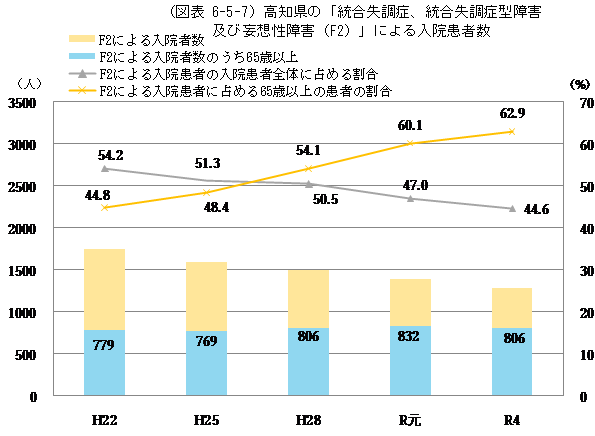 （図表 6-5-7）高知県の「統合失調症、統合失調症型障害
及び妄想性障害（F2）」による入院患者数
F2による入院者数
F2による入院者数のうち65歳以上
F2による入院患者の入院患者全体に占める割合
F2による入院患者に占める65歳以上の患者の割合
（人） （%）
3500 70
3000 60
2500 50
2000 40
1500 30
1000 20
500 10
0 0
54.2 51.3 50.5 47.0 44.6
44.8 48.4 54.1 60.1 62.9
779 769 806 832 806
H22 H25 H28 R元 R4